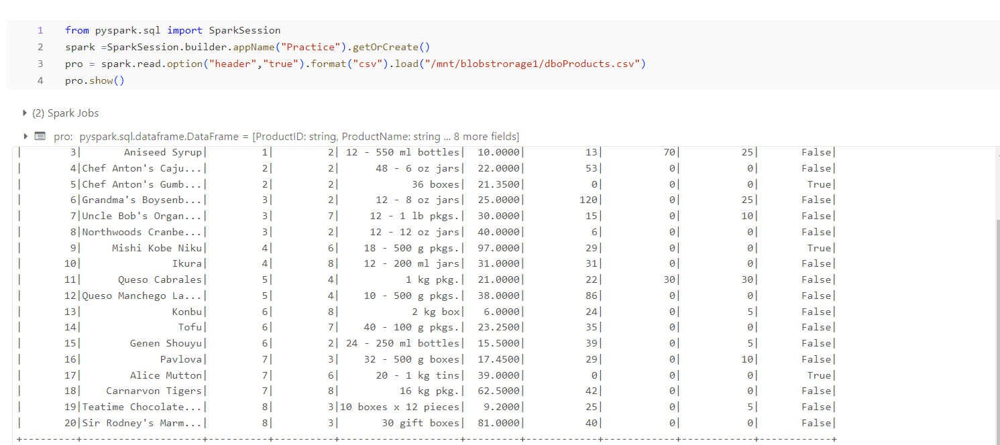 1 from pyspark.sql import SparkSession
2 spark =SparkSession.builder.appName("Practice").getOrCreate()
3 pro = spark.read.option("header","true").format("csv").load("/mnt/blobstrorage1/dboProducts.csv")
4 pro.show()
(2) Spark Jobs
pro: pyspark.sql.dataframe.DataFrame = [ProductID: string, ProductName: string ... 8 more fields]
| 3| Aniseed Syrup| 1| 2| 12 - 550 ml bottles| 10.0000| 13| 70| 25| False|
| 4|Chef Anton's Caju...| 2| 2| 48 - 6 oz jars| 22.0000| 53| 0| 0| False|
| 5|Chef Anton's Gumb...| 2| 2| 36 boxes| 21.3500| 0| 0| 0| True|
| 6|Grandma's Boysenb...| 3| 2| 12 - 8 oz jars| 25.0000| 120| 0| 25| False|
| 7|Uncle Bob's Organ...| 3| 7| 12 - 1 lb pkgs.| 30.0000| 15| 0| 10| False|
| 8|Northwoods Cranbe...| 3| 2| 12 - 12 oz jars| 40.0000| 6| 0| 0| False|
| 9| Mishi Kobe Niku| 4| 6| 18 - 500 g pkgs.| 97.0000| 29| 0| 0| True|
| 10| Ikura| 4| 8| 12 - 200 ml jars| 31.0000| 31| 0| 0| False|
| 11| Queso Cabrales| 5| 4| 1 kg pkg.| 21.0000| 22| 30| 30| False|
| 12|Queso Manchego La...| 5| 4| 10 - 500 g pkgs.| 38.0000| 86| 0| 0| False|
| 13| Konbu| 6| 8| 2 kg box| 6.0000| 24| 0| 5| False|
| 14| Tofu| 6| 7| 40 - 100 g pkgs.| 23.2500| 35| 0| 0| False|
| 15| Genen Shouyu| 6| 2| 24 - 250 ml bottles| 15.5000| 39| 0| 5| False|
| 16| Pavlova| 7| 3| 32 - 500 g boxes| 17.4500| 29| 0| 10| False|
| 17| Alice Mutton| 7| 6| 20 - 1 kg tins| 39.0000| 0| 0| 0| True|
| 18| Carnarvon Tigers| 7| 8| 16 kg pkg.| 62.5000| 42| 0| 0| False|
| 19|Teatime Chocolate...| 8| 3|10 boxes x 12 pieces| 9.2000| 25| 0| 5| False|
| 20|Sir Rodney's Marm...| 8| 3| 30 gift boxes| 81.0000| 40| 0| 0| False|
+---------+--------------------+----------+----------+--------------------+---------+------------+------------+------------+------------+